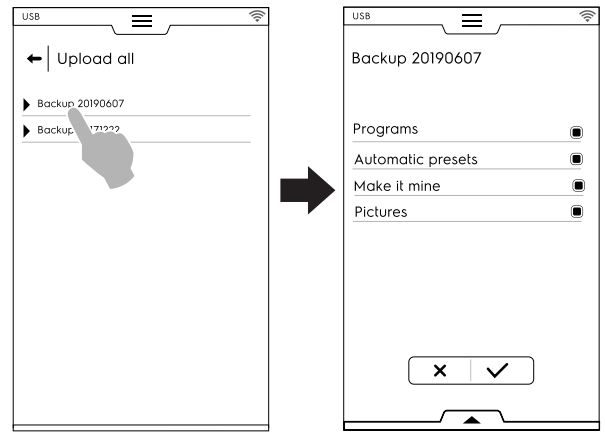 USB
Upload all
Backup 20190607
Backup
USB
Backup 20190607
Programs
Automatic presets
Make it mine
Pictures